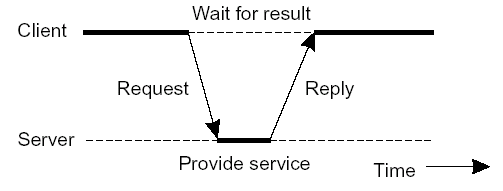 Wait for result
Client
Request
Reply
Server
Provide service
Time